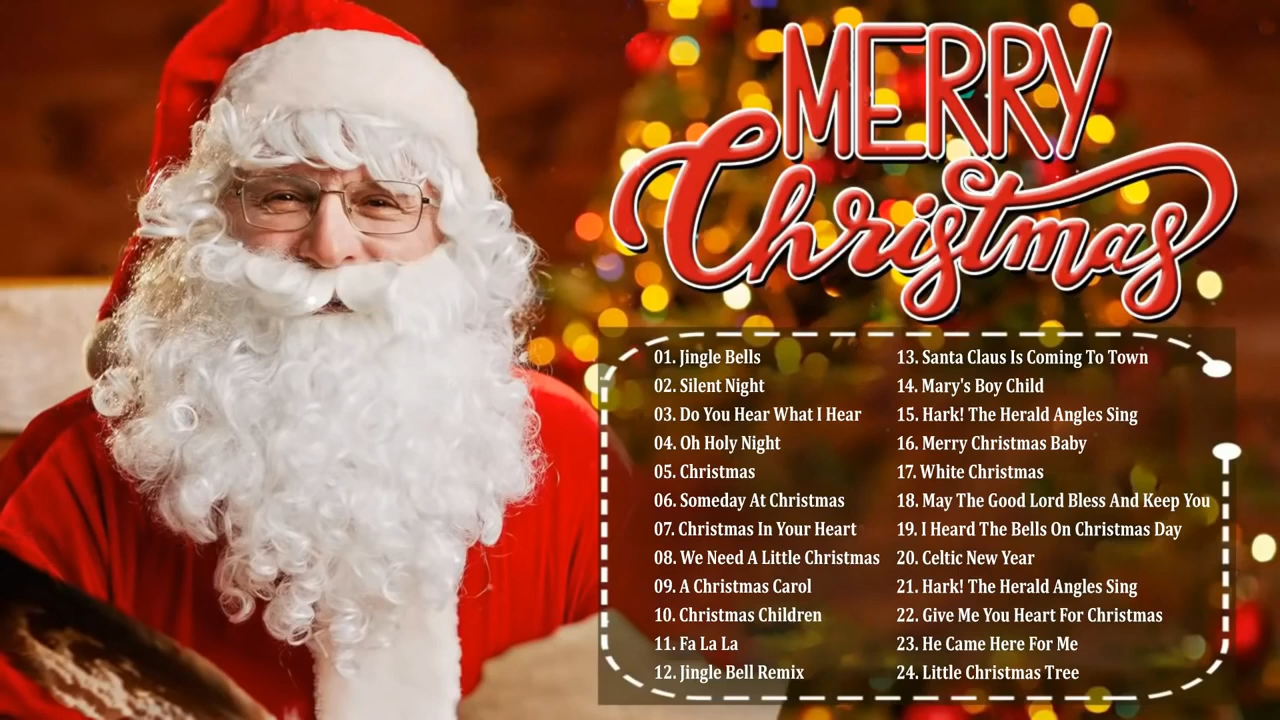 MERRY
Christmas
01. Jingle Bells
02. Silent Night
03. Do You Hear What I Hear
04. Oh Holy Night
05. Christmas
06. Someday At Christmas
07. Christmas In Your Heart
08. We Need A Little Christmas
09. A Christmas Carol
10. Christmas Children
11. Fa La La
12. Jingle Bell Remix
13. Santa Claus Is Coming To Town
14. Mary's Boy Child
15. Hark! The Herald Angles Sing
16. Merry Christmas Baby
17. White Christmas
18. May The Good Lord Bless And Keep You
19. I Heard The Bells On Christmas Day
20. Celtic New Year
21. Hark! The Herald Angles Sing
22. Give Me You Heart For Christmas
23. He Came Here For Me
24. Little Christmas Tree